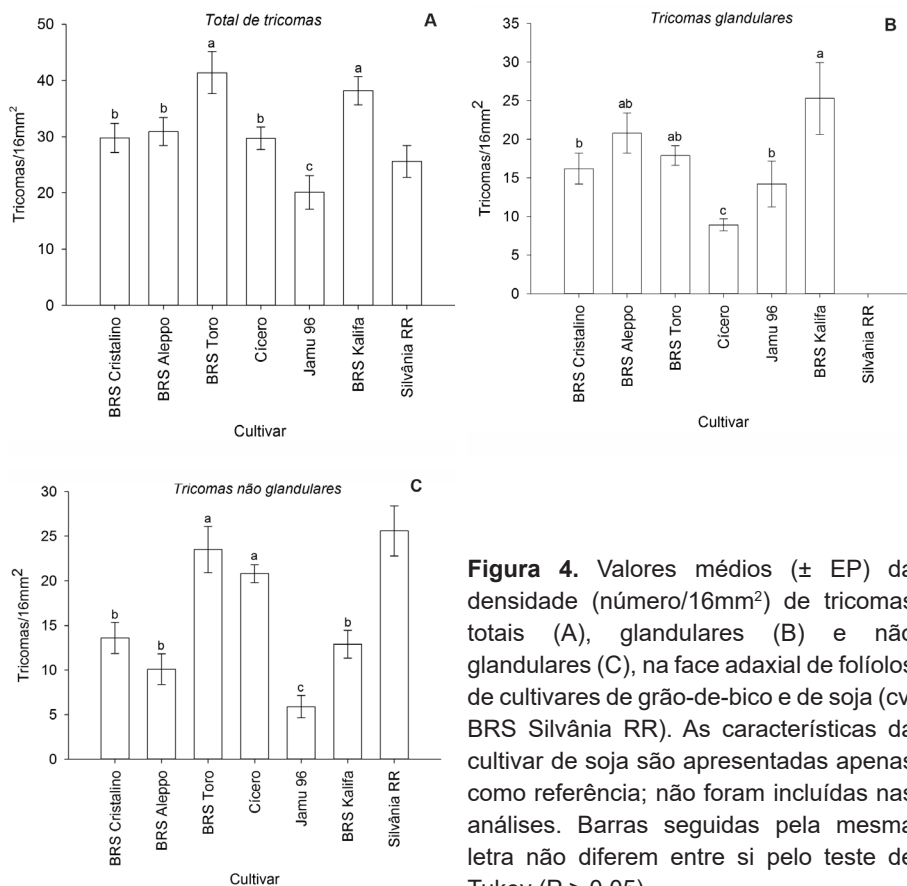 Total de tricomas
A
50
40
30
20
10
0
Tricomas/16mm²
b
b
a
b
c
a
BRS Cristalino
BRS Aleppo
BRS Toro
Cícero
Jamu 96
BRS Kalifa
Silvânia RR
Cultivar
Tricomas glandulares
B
35
30
25
20
15
10
5
0
Tricomas/16mm²
b
ab
ab
c
b
a
BRS Cristalino
BRS Aleppo
BRS Toro
Cícero
Jamu 96
BRS Kalifa
Silvânia RR
Cultivar
Tricomas não glandulares
C
30
25
20
15
10
5
0
Tricomas/16mm²
b
b
a
a
c
b
BRS Cristalino
BRS Aleppo
BRS Toro
Cícero
Jamu 96
BRS Kalifa
Silvânia RR
Cultivar
Figura 4. Valores médios (± EP) da
densidade (número/16mm²) de tricomas
totais (A), glandulares (B) e não
glandulares (C), na face adaxial de folíolos
de cultivares de grão-de-bico e de soja (cv
BRS Silvânia RR). As características da
cultivar de soja são apresentadas apenas
como referência; não foram incluídas nas
análises. Barras seguidas pela mesma
letra não diferem entre si pelo teste de